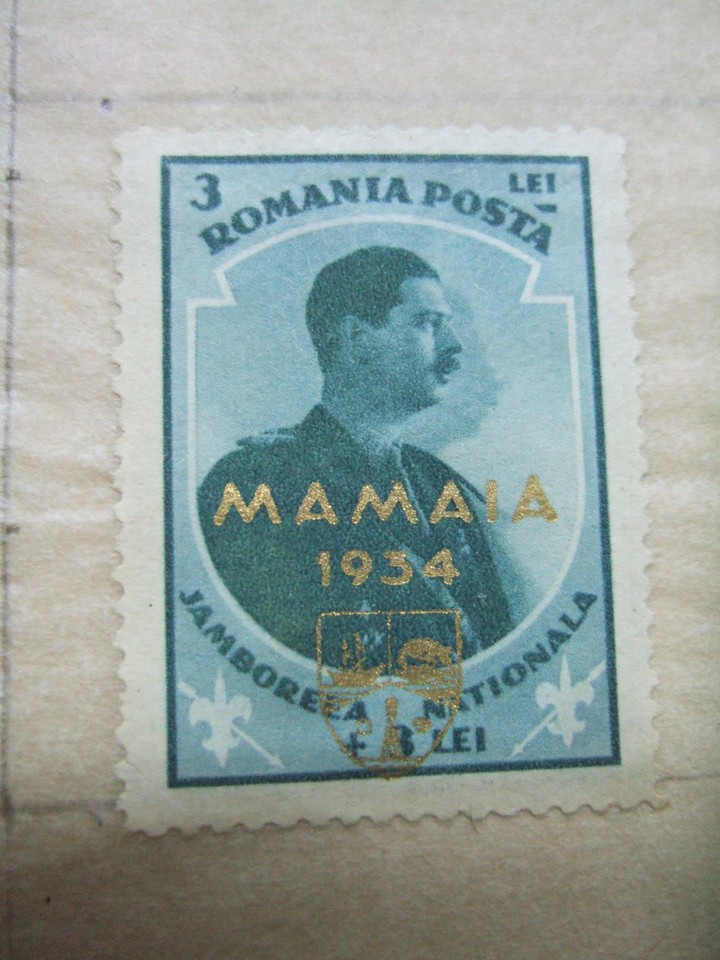 3 LEI
ROMANIA POSTA
MAMAIA
1934
JAMBOREEA NATIONALA
+ 3 LEI